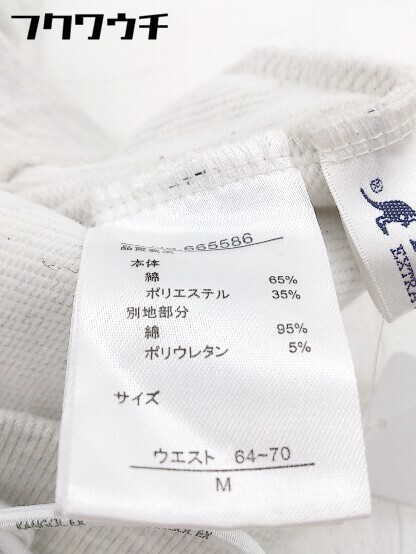 フクワウチ
665586
本体
綿 65%
ポリエステル 35%
別地部分
綿 95%
ポリウレタン 5%
サイズ
ウエスト 64~70
M
®